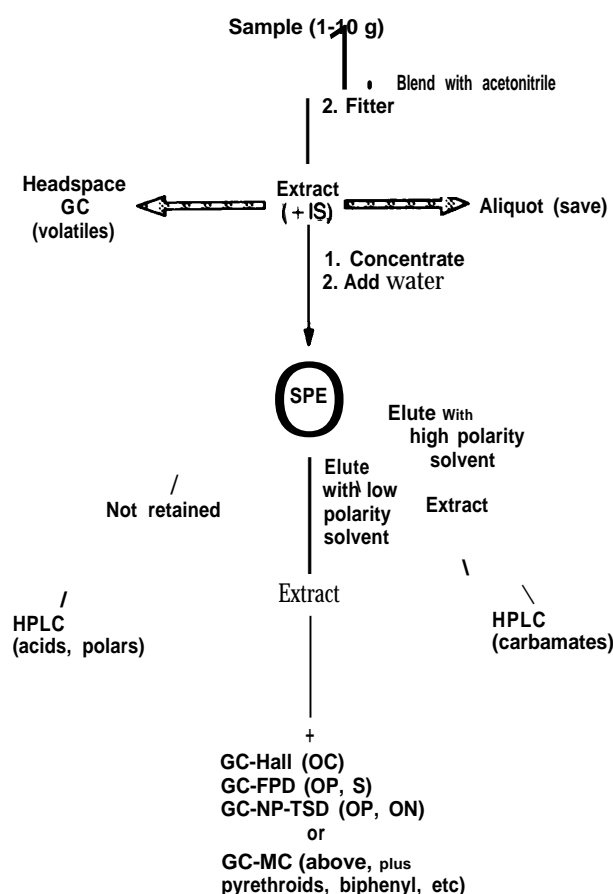 Sample (1-10 g)
• Blend with acetonitrile
2. Fitter
Headspace
GC
(volatiles)
Extract
(+IS)
Aliquot (save)
1. Concentrate
2. Add water
SPE
Elute With
high polarity
solvent
Elute
with low
polarity
solvent
Not retained
Extract
Extract
HPLC
(acids, polars)
HPLC
(carbamates)
+
GC-Hall (OC)
GC-FPD (OP, S)
GC-NP-TSD (OP, ON)
or
GC-MC (above, plus
pyrethroids, biphenyl, etc)